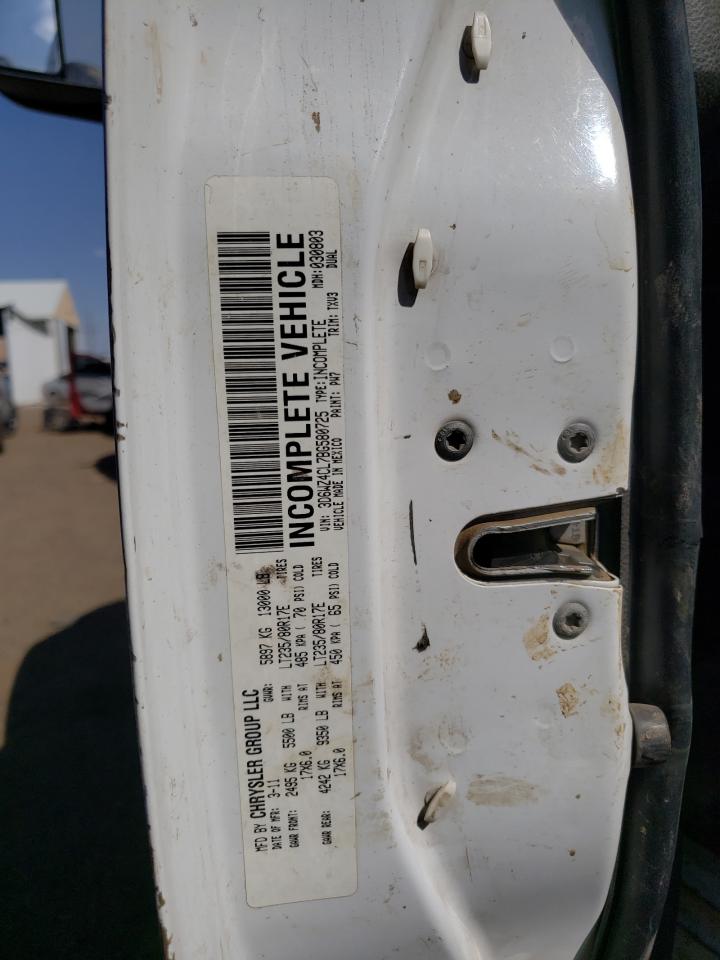 MFD BY CHRYSLER GROUP LLC
DATE OF MFR: 3-11 GVWR: 5897 KG 13000 LB
GAWR FRONT: 2495 KG 5500 LB WITH LT235/80R17E TIRES
17X6.0 RIMS AT 485 KPA ( 70 PSI) COLD
GAWR REAR: 4242 KG 9350 LB WITH LT235/80R17E TIRES
17X6.0 RIMS AT 450 KPA ( 65 PSI) COLD
INCOMPLETE VEHICLE
VIN: 3D6WZ4CL7BG580725 TYPE:INCOMPLETE MDH:030803
VEHICLE MADE IN MEXICO PAINT: PW7 TRIM: TXV3 DUAL